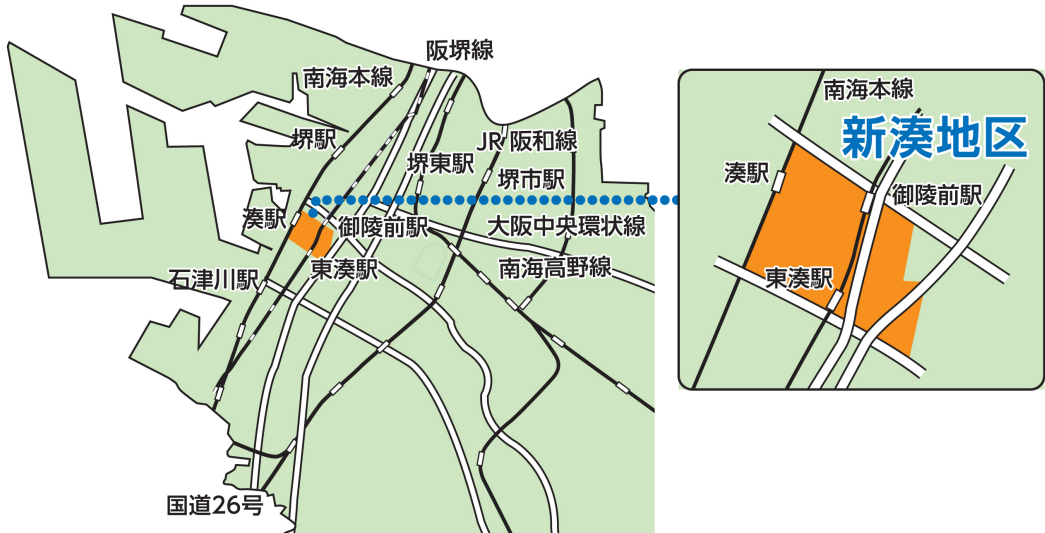 阪堺線
南海本線
堺駅
堺東駅
JR 阪和線
堺市駅
湊駅
御陵前駅
大阪中央環状線
東湊駅
南海高野線
石津川駅
国道26号
南海本線
新湊地区
湊駅
御陵前駅
東湊駅